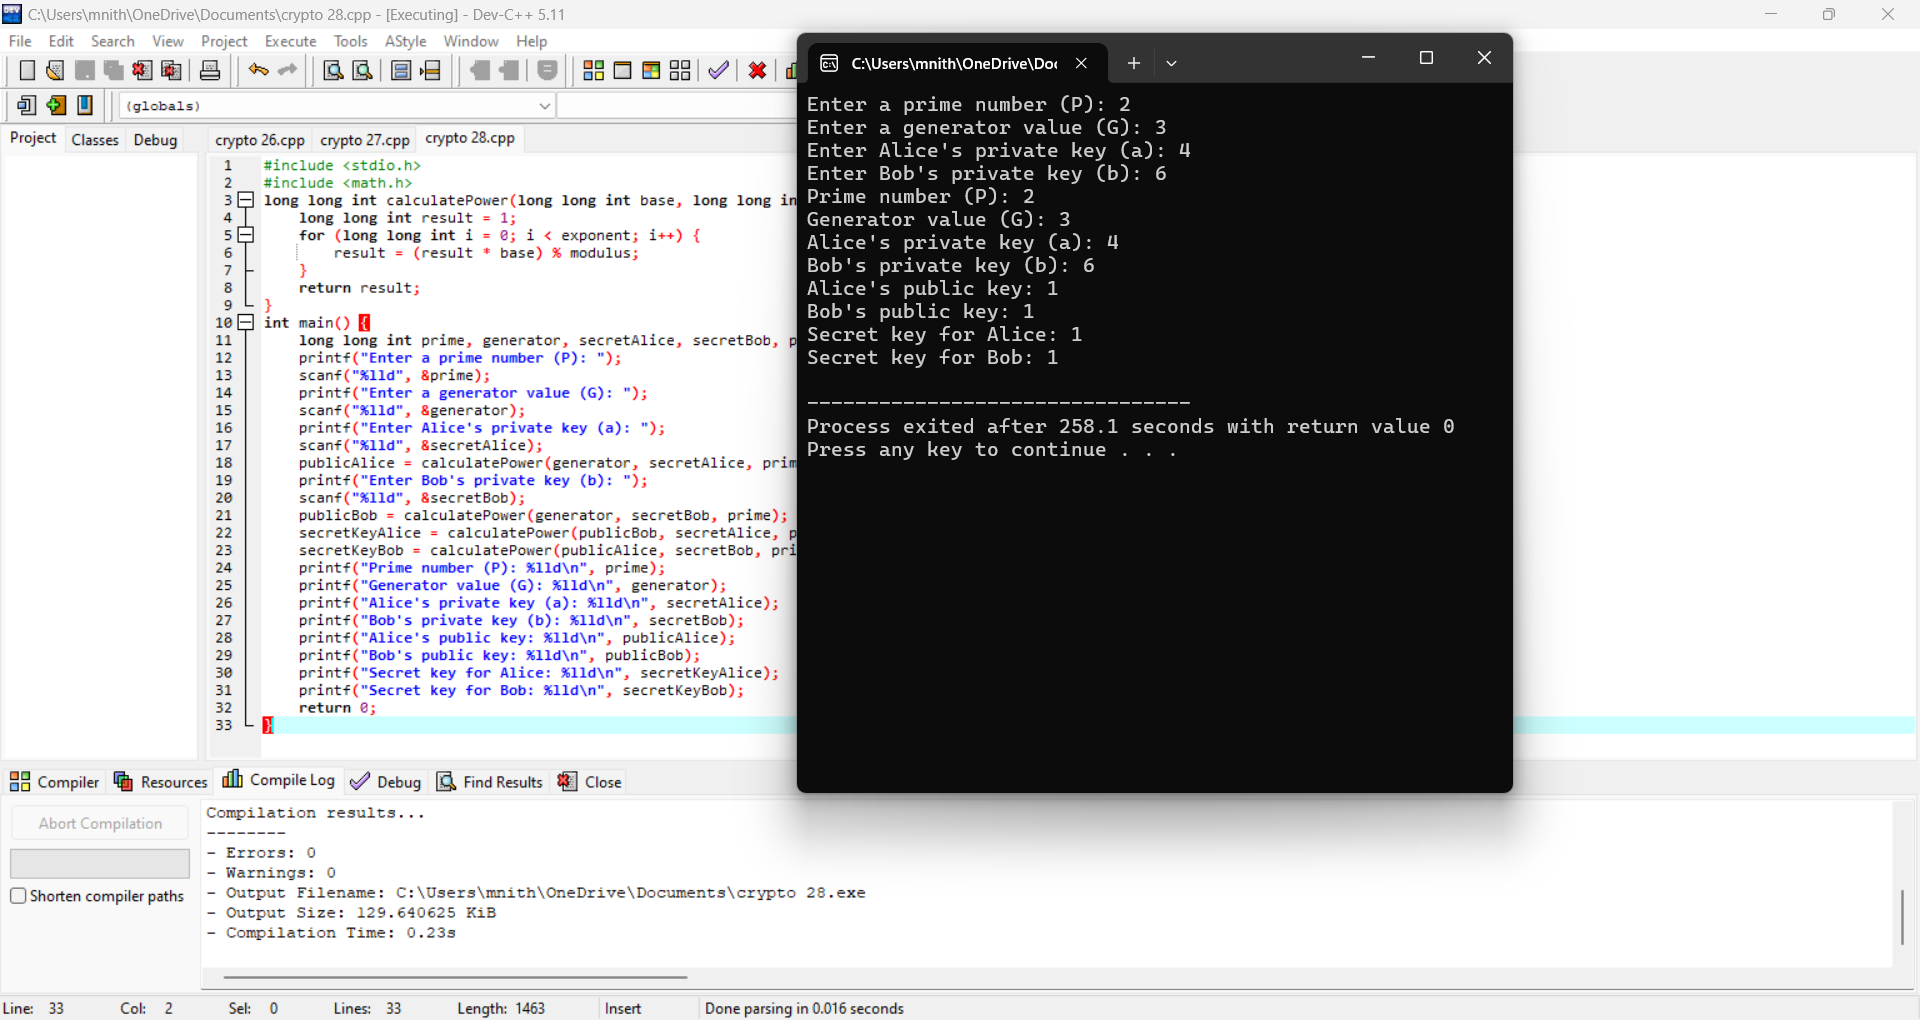 C:\Users\mnith\OneDrive\Documents\crypto 28.cpp - [Executing] - Dev-C++ 5.11
File Edit Search View Project Execute Tools AStyle Window Help
(globals)
Project Classes Debug
crypto 26.cpp crypto 27.cpp crypto 28.cpp
1 #include <stdio.h>
2 #include <math.h>
3 long long int calculatePower(long long int base, long long in
4 long long int result = 1;
5 for (long long int i = 0; i < exponent; i++) {
6 result = (result * base) % modulus;
7 }
8 return result;
9 }
10 int main() {
11 long long int prime, generator, secretAlice, secretBob, p
12 printf("Enter a prime number (P): ");
13 scanf("%lld", &prime);
14 printf("Enter a generator value (G): ");
15 scanf("%lld", &generator);
16 printf("Enter Alice's private key (a): ");
17 scanf("%lld", &secretAlice);
18 publicAlice = calculatePower(generator, secretAlice, prim
19 printf("Enter Bob's private key (b): ");
20 scanf("%lld", &secretBob);
21 publicBob = calculatePower(generator, secretBob, prime);
22 secretKeyAlice = calculatePower(publicBob, secretAlice, p
23 secretKeyBob = calculatePower(publicAlice, secretBob, pri
24 printf("Prime number (P): %lld\n", prime);
25 printf("Generator value (G): %lld\n", generator);
26 printf("Alice's private key (a): %lld\n", secretAlice);
27 printf("Bob's private key (b): %lld\n", secretBob);
28 printf("Alice's public key: %lld\n", publicAlice);
29 printf("Bob's public key: %lld\n", publicBob);
30 printf("Secret key for Alice: %lld\n", secretKeyAlice);
31 printf("Secret key for Bob: %lld\n", secretKeyBob);
32 return 0;
33 }
C:\Users\mnith\OneDrive\Doc
Enter a prime number (P): 2
Enter a generator value (G): 3
Enter Alice's private key (a): 4
Enter Bob's private key (b): 6
Prime number (P): 2
Generator value (G): 3
Alice's private key (a): 4
Bob's private key (b): 6
Alice's public key: 1
Bob's public key: 1
Secret key for Alice: 1
Secret key for Bob: 1
--------------------------------
Process exited after 258.1 seconds with return value 0
Press any key to continue . . .
Compiler Resources Compile Log Debug Find Results Close
Abort Compilation
Shorten compiler paths
Compilation results...
--------
- Errors: 0
- Warnings: 0
- Output Filename: C:\Users\mnith\OneDrive\Documents\crypto 28.exe
- Output Size: 129.640625 KiB
- Compilation Time: 0.23s
Line: 33 Col: 2 Sel: 0 Lines: 33 Length: 1463 Insert Done parsing in 0.016 seconds